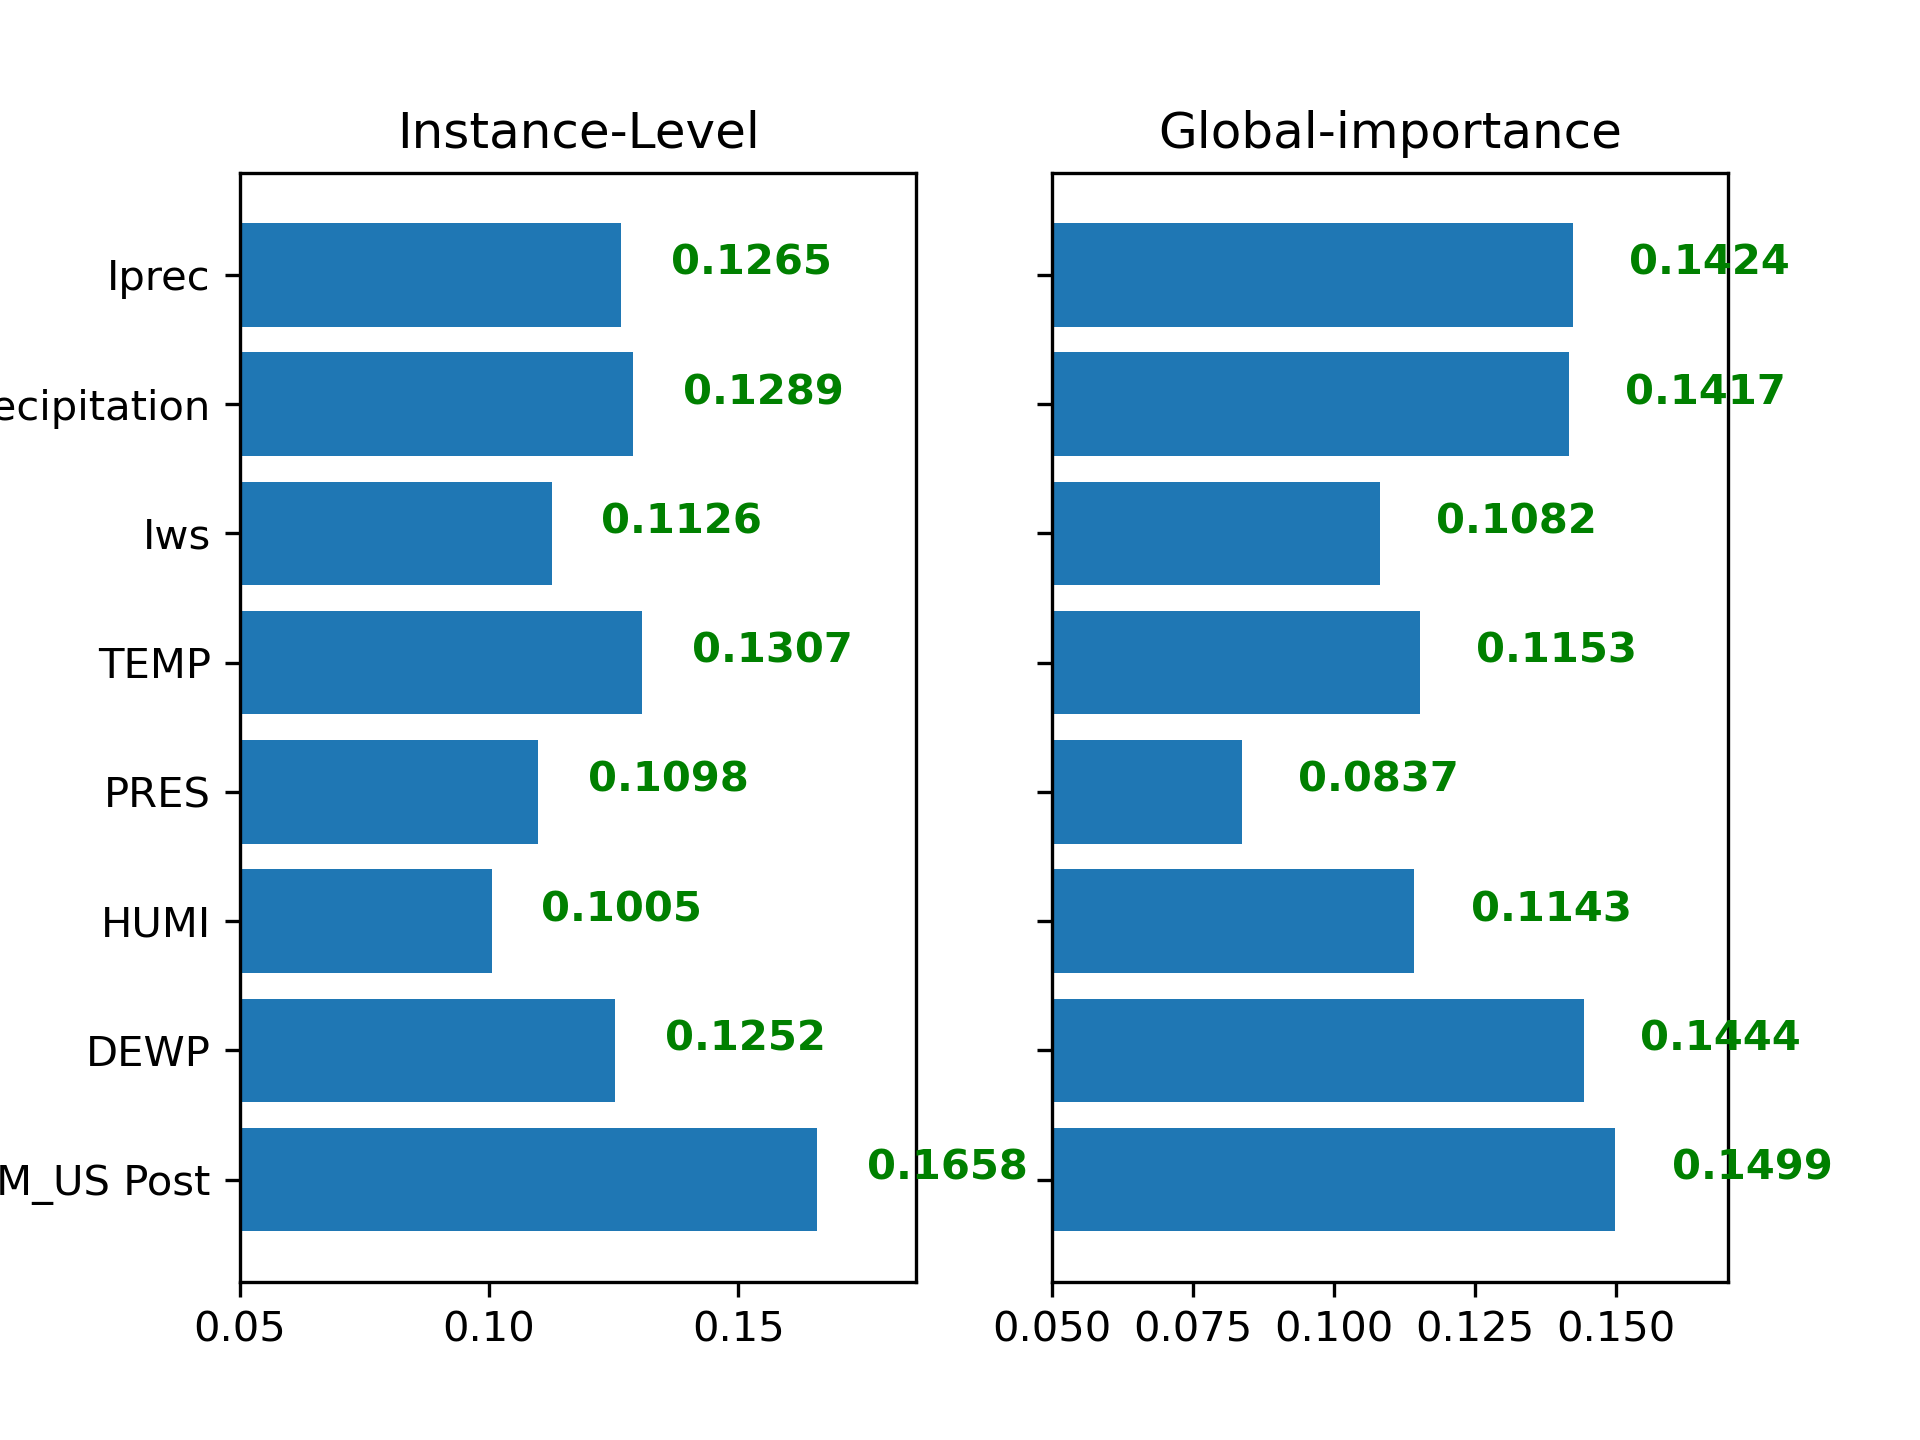 Instance-Level
Global-importance
Iprec
0.1265
0.1424
ecipitation
0.1289
0.1417
Iws
0.1126
0.1082
TEMP
0.1307
0.1153
PRES
0.1098
0.0837
HUMI
0.1005
0.1143
DEWP
0.1252
0.1444
M_US Post
0.1658
0.1499
0.05 0.10 0.15
0.050 0.075 0.100 0.125 0.150